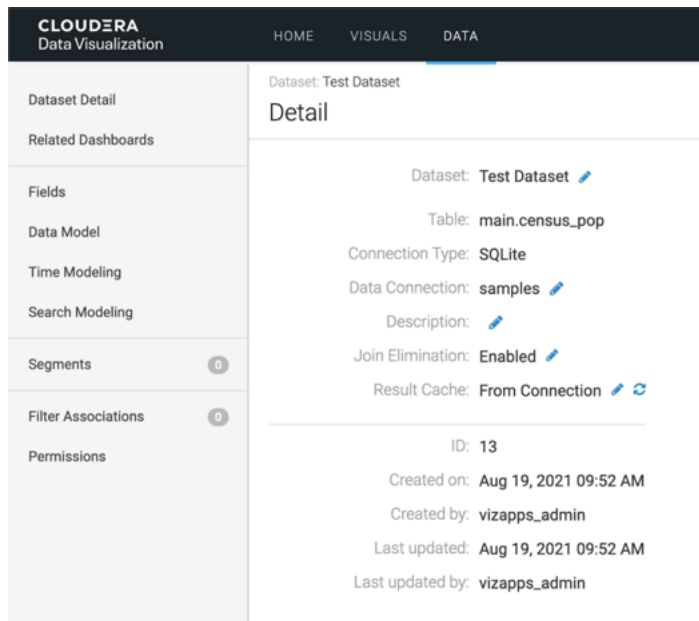 CLOUDERA
Data Visualization
HOME VISUALS DATA
Dataset Detail
Related Dashboards
Fields
Data Model
Time Modeling
Search Modeling
Segments 0
Filter Associations 0
Permissions
Dataset: Test Dataset
Detail
Dataset: Test Dataset
Table: main.census_pop
Connection Type: SQLite
Data Connection: samples
Description:
Join Elimination: Enabled
Result Cache: From Connection
ID: 13
Created on: Aug 19, 2021 09:52 AM
Created by: vizapps_admin
Last updated: Aug 19, 2021 09:52 AM
Last updated by: vizapps_admin